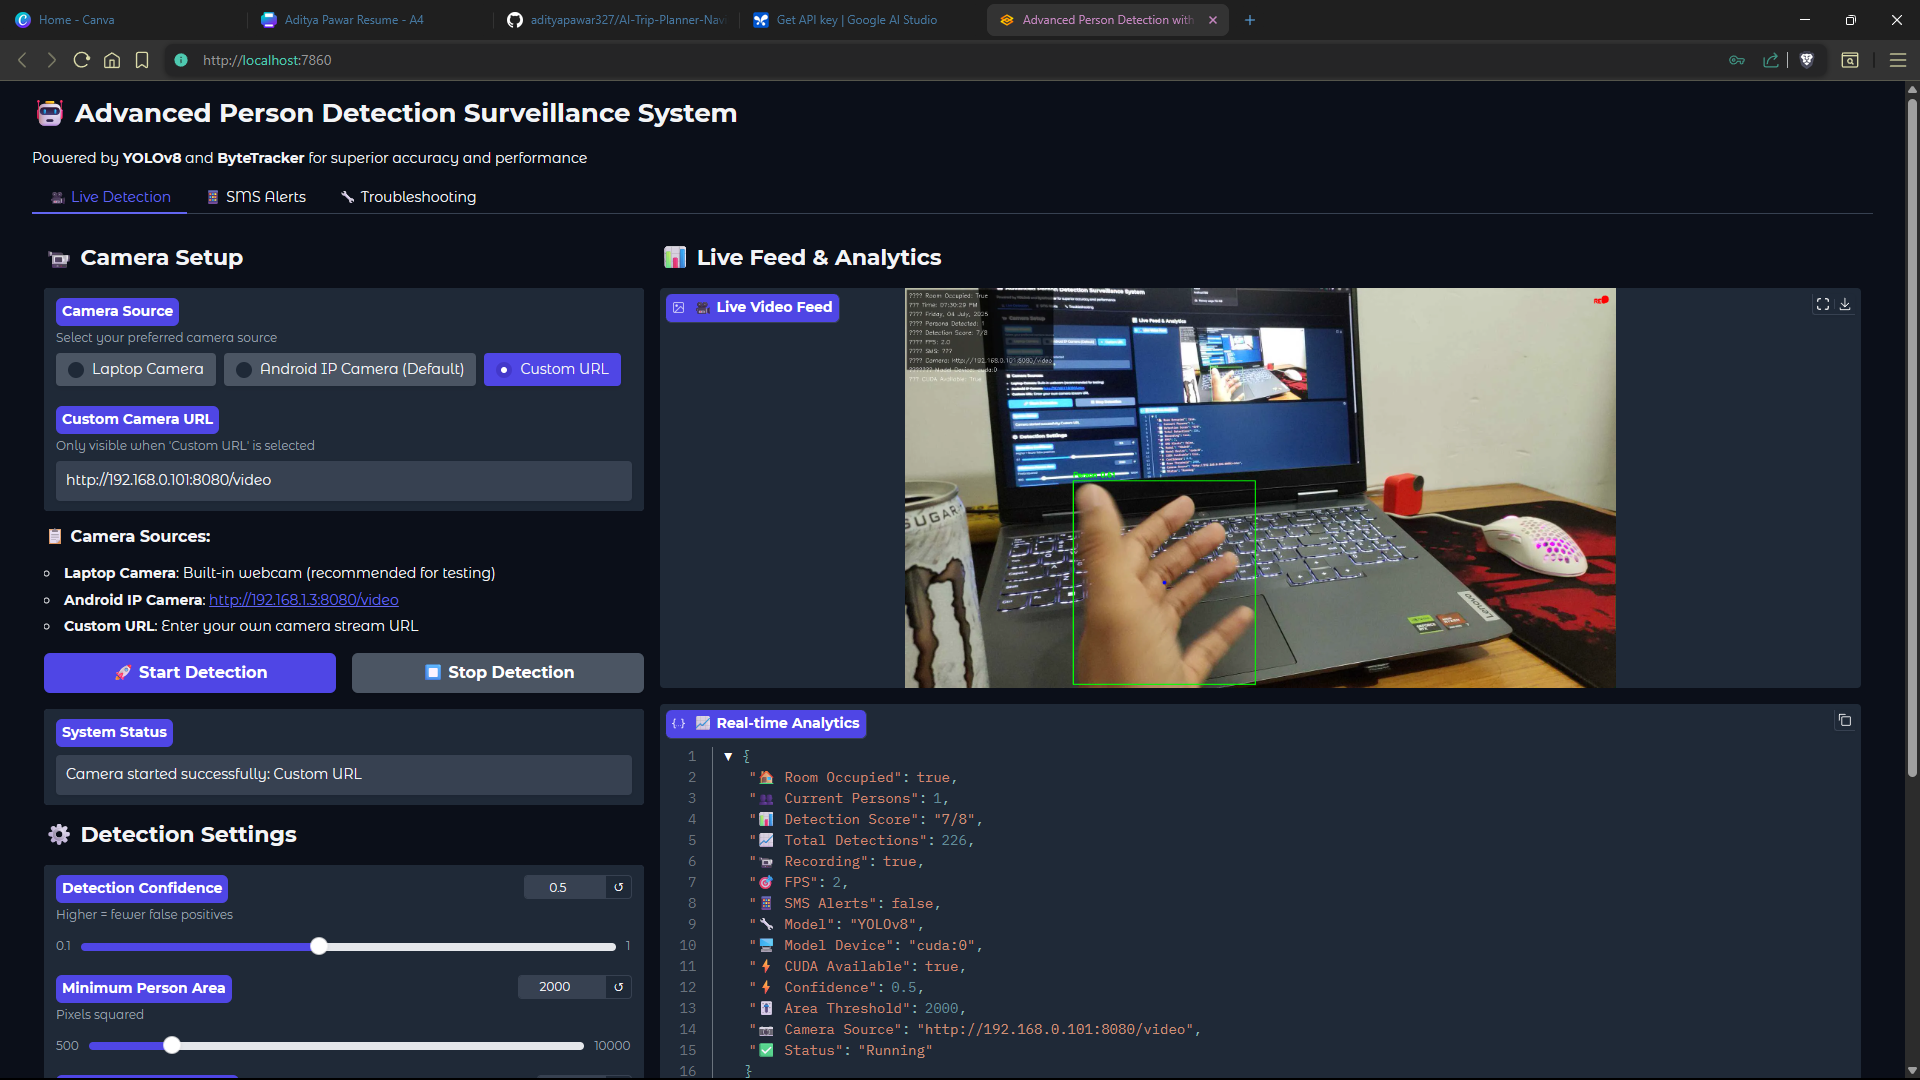 Home - Canva
Aditya Pawar Resume - A4
adityapawar327/AI-Trip-Planner-Navi
Get API key | Google AI Studio
Advanced Person Detection with
http://localhost:7860
Advanced Person Detection Surveillance System
Powered by YOLOv8 and ByteTracker for superior accuracy and performance
Live Detection
SMS Alerts
Troubleshooting
Camera Setup
Camera Source
Select your preferred camera source
Laptop Camera
Android IP Camera (Default)
Custom URL
Custom Camera URL
Only visible when 'Custom URL' is selected
http://192.168.0.101:8080/video
Camera Sources:
Laptop Camera: Built-in webcam (recommended for testing)
Android IP Camera: http://192.168.1.3:8080/video
Custom URL: Enter your own camera stream URL
Start Detection
Stop Detection
System Status
Camera started successfully: Custom URL
Detection Settings
Detection Confidence
0.5
Higher = fewer false positives
0.1
1
Minimum Person Area
2000
Pixels squared
500
10000
Live Feed & Analytics
Live Video Feed
???? Room Occupied: True
??? Time: 07:30:29 PM
???? Friday, 04 July, 2025
???? Persons Detected: 1
???? Detection Score: 7/8
???? FPS: 2.0
???? SMS: ???
???? Camera: http://192.168.0.101:8080/video
??? CUDA Available: True
Live Feed & Analytics
Detection Settings
SUGAR
Lenovo
Real-time Analytics
1 {
2 "🏠 Room Occupied": true,
3 "👥 Current Persons": 1,
4 "📊 Detection Score": "7/8",
5 "📈 Total Detections": 226,
6 "📹 Recording": true,
7 "🎯 FPS": 2,
8 "📱 SMS Alerts": false,
9 "🔧 Model": "YOLOv8",
10 "💻 Model Device": "cuda:0",
11 "⚡ CUDA Available": true,
12 "⚡ Confidence": 0.5,
13 "🚹 Area Threshold": 2000,
14 "📷 Camera Source": "http://192.168.0.101:8080/video",
15 "✅ Status": "Running"
16 }